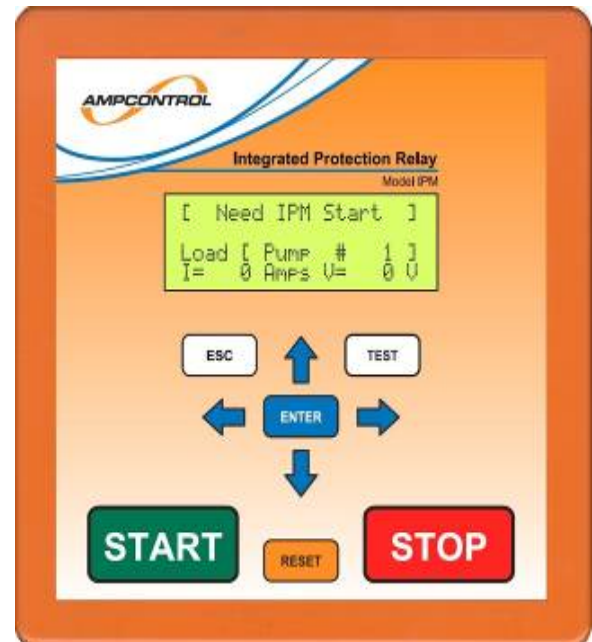 AMPCONTROL
Integrated Protection Relay
Model IPM
[ Need IPM Start ]
Load [ Pump # 1 ]
I= 0 Amps V= 0 V
ESC
TEST
ENTER
START
RESET
STOP